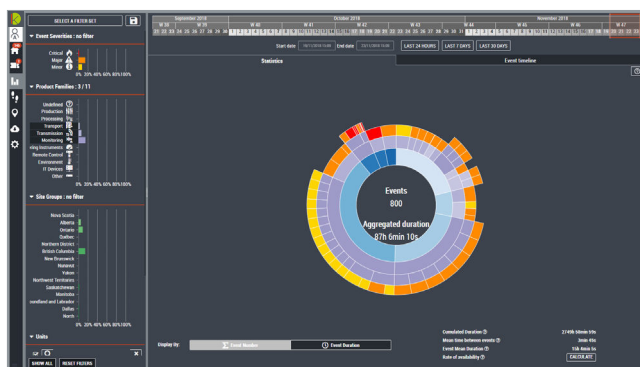 SELECT A FILTER SET
September 2018
October 2018
November 2018
W 38
W 39
W 40
W 41
W 42
W 43
W 44
W 45
W 46
W 47
Start date
End date
LAST 24 HOURS
LAST 7 DAYS
LAST 30 DAYS
Statistics
Event timeline
Event Severities : no filter
Critical
Major
Minor
0% 20% 40% 60% 80%100%
Product Families : 3 / 11
Undefined
Production
Processing
Transport
Transmission
Monitoring
ning Instruments
Remote Control
Environment
IT Devices
Other
0% 20% 40% 60% 80%100%
Site Groups : no filter
Nova Scotia
Alberta
Ontario
Québec
Northern District
British Columbia
New Brunswick
Nunavut
Yukon
Northwest Territories
Saskatchewan
Manitoba
oundland and Labrador
Dallas
North
0% 20% 40% 60% 80%100%
Units
SHOW ALL
RESET FILTERS
Events
800
Aggregated duration
87h 6min 10s
Display By:
Event Number
Event Duration
Cumulated Duration
Mean time between events
Event Mean Duration
Rate of availability
CALCULATE